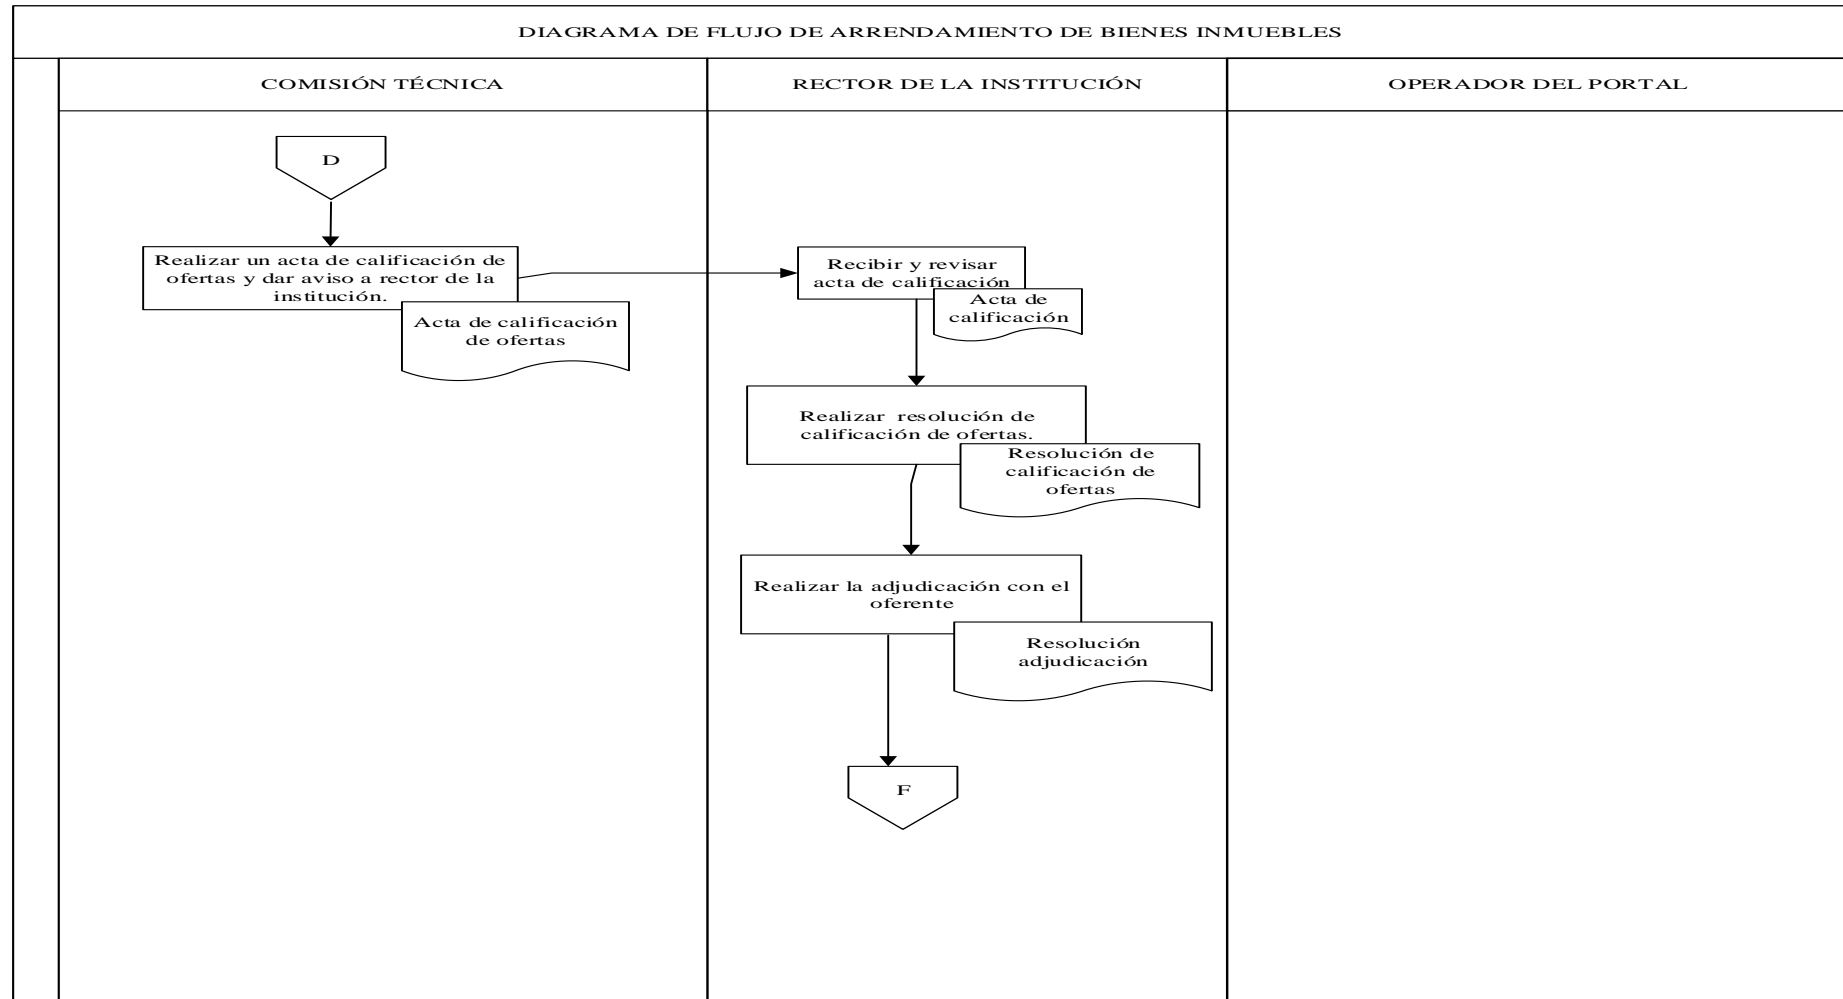 DIAGRAMA DE FLUJO DE ARRENDAMIENTO DE BIENES INMUEBLES
COMISIÓN TÉCNICA
RECTOR DE LA INSTITUCIÓN
OPERADOR DEL PORTAL
D
Realizar un acta de calificación de
ofertas y dar aviso a rector de la
institución.
Acta de calificación
de ofertas
Recibir y revisar
acta de calificación
Acta de
calificación
Realizar resolución de
calificación de ofertas.
Resolución de
calificación de
ofertas
Realizar la adjudicación con el
oferente
Resolución
adjudicación
F